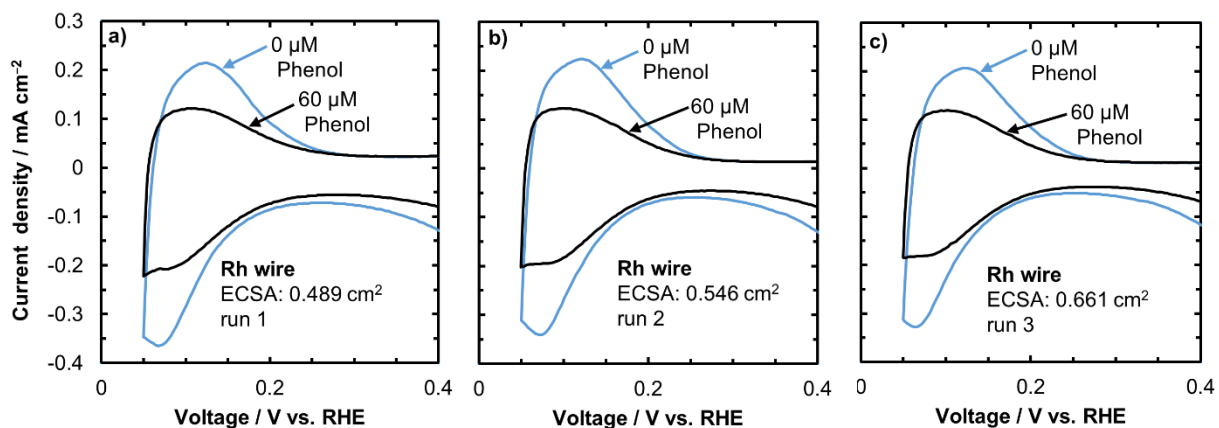 a)
0 µM
Phenol
60 µM
Phenol
Rh wire
ECSA: 0.489 cm²
run 1
0.3
0.2
0.1
0
-0.1
-0.2
-0.3
-0.4
Current density / mA cm⁻²
0
0.2
0.4
Voltage / V vs. RHE
b)
0 µM
Phenol
60 µM
Phenol
Rh wire
ECSA: 0.546 cm²
run 2
0
0.2
0.4
Voltage / V vs. RHE
c)
0 µM
Phenol
60 µM
Phenol
Rh wire
ECSA: 0.661 cm²
run 3
0
0.2
0.4
Voltage / V vs. RHE